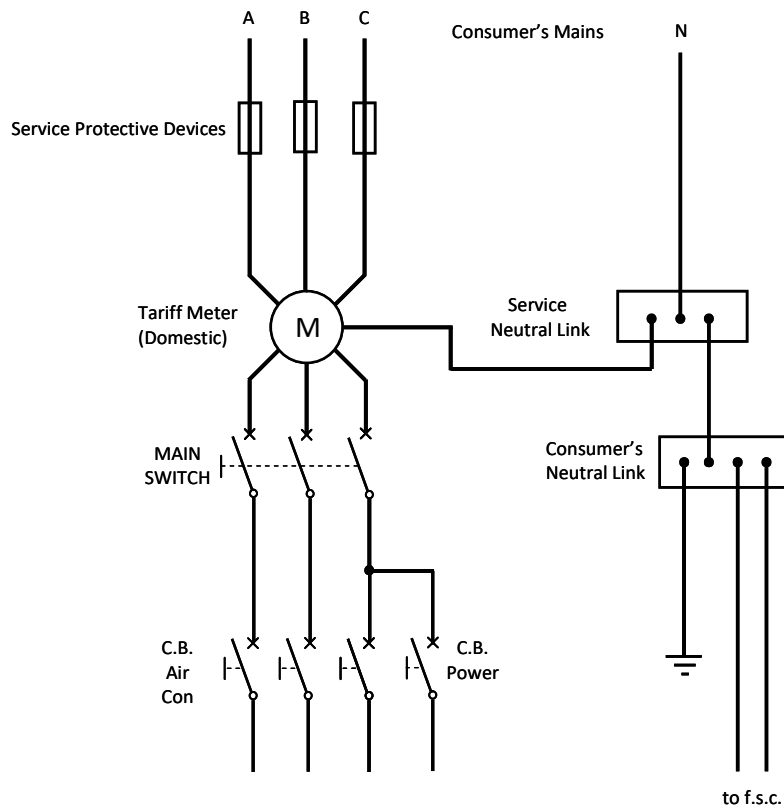 A B C
Consumer’s Mains
N
Service Protective Devices
Tariff Meter
(Domestic)
M
Service
Neutral Link
MAIN
SWITCH
Consumer’s
Neutral Link
C.B.
Air
Con
C.B.
Power
to f.s.c.